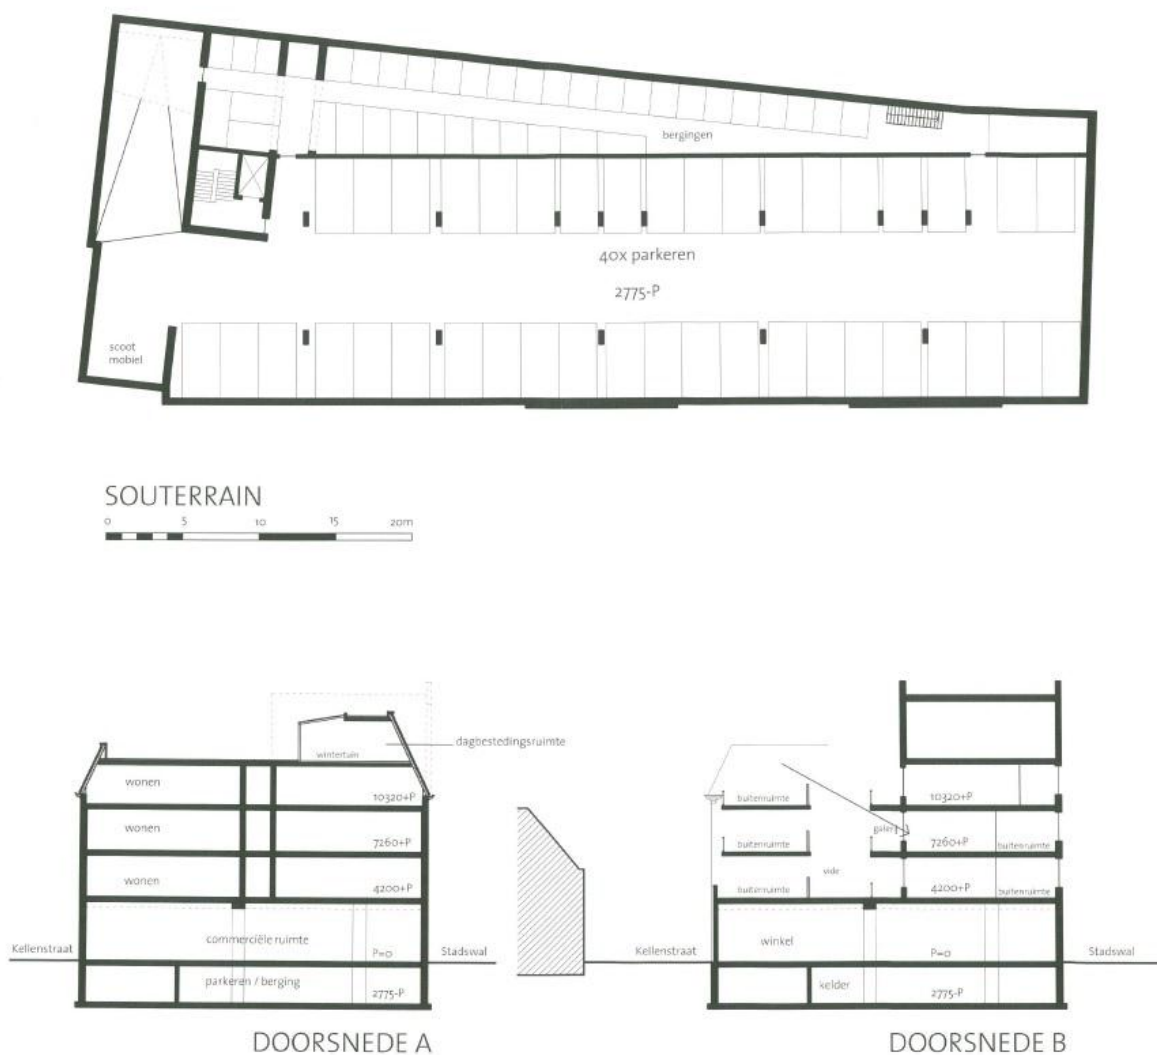 bergingen
40x parkeren
2775-P
scoot
mobiel
SOUTERRAIN
0 5 10 15 20m
dagbestedingsruimte
wintertuin
wonen
10320+P
wonen
7260+P
wonen
4200+P
commerciële ruimte
Kellenstraat
P=0
Stadswal
parkeren / berging
2775-P
DOORSNEDE A
buitenruimte
10320+P
galerij
buitenruimte
7260+P
buitenruimte
vide
buitenruimte
4200+P
buitenruimte
winkel
Kellenstraat
P=0
Stadswal
kelder
2775-P
DOORSNEDE B